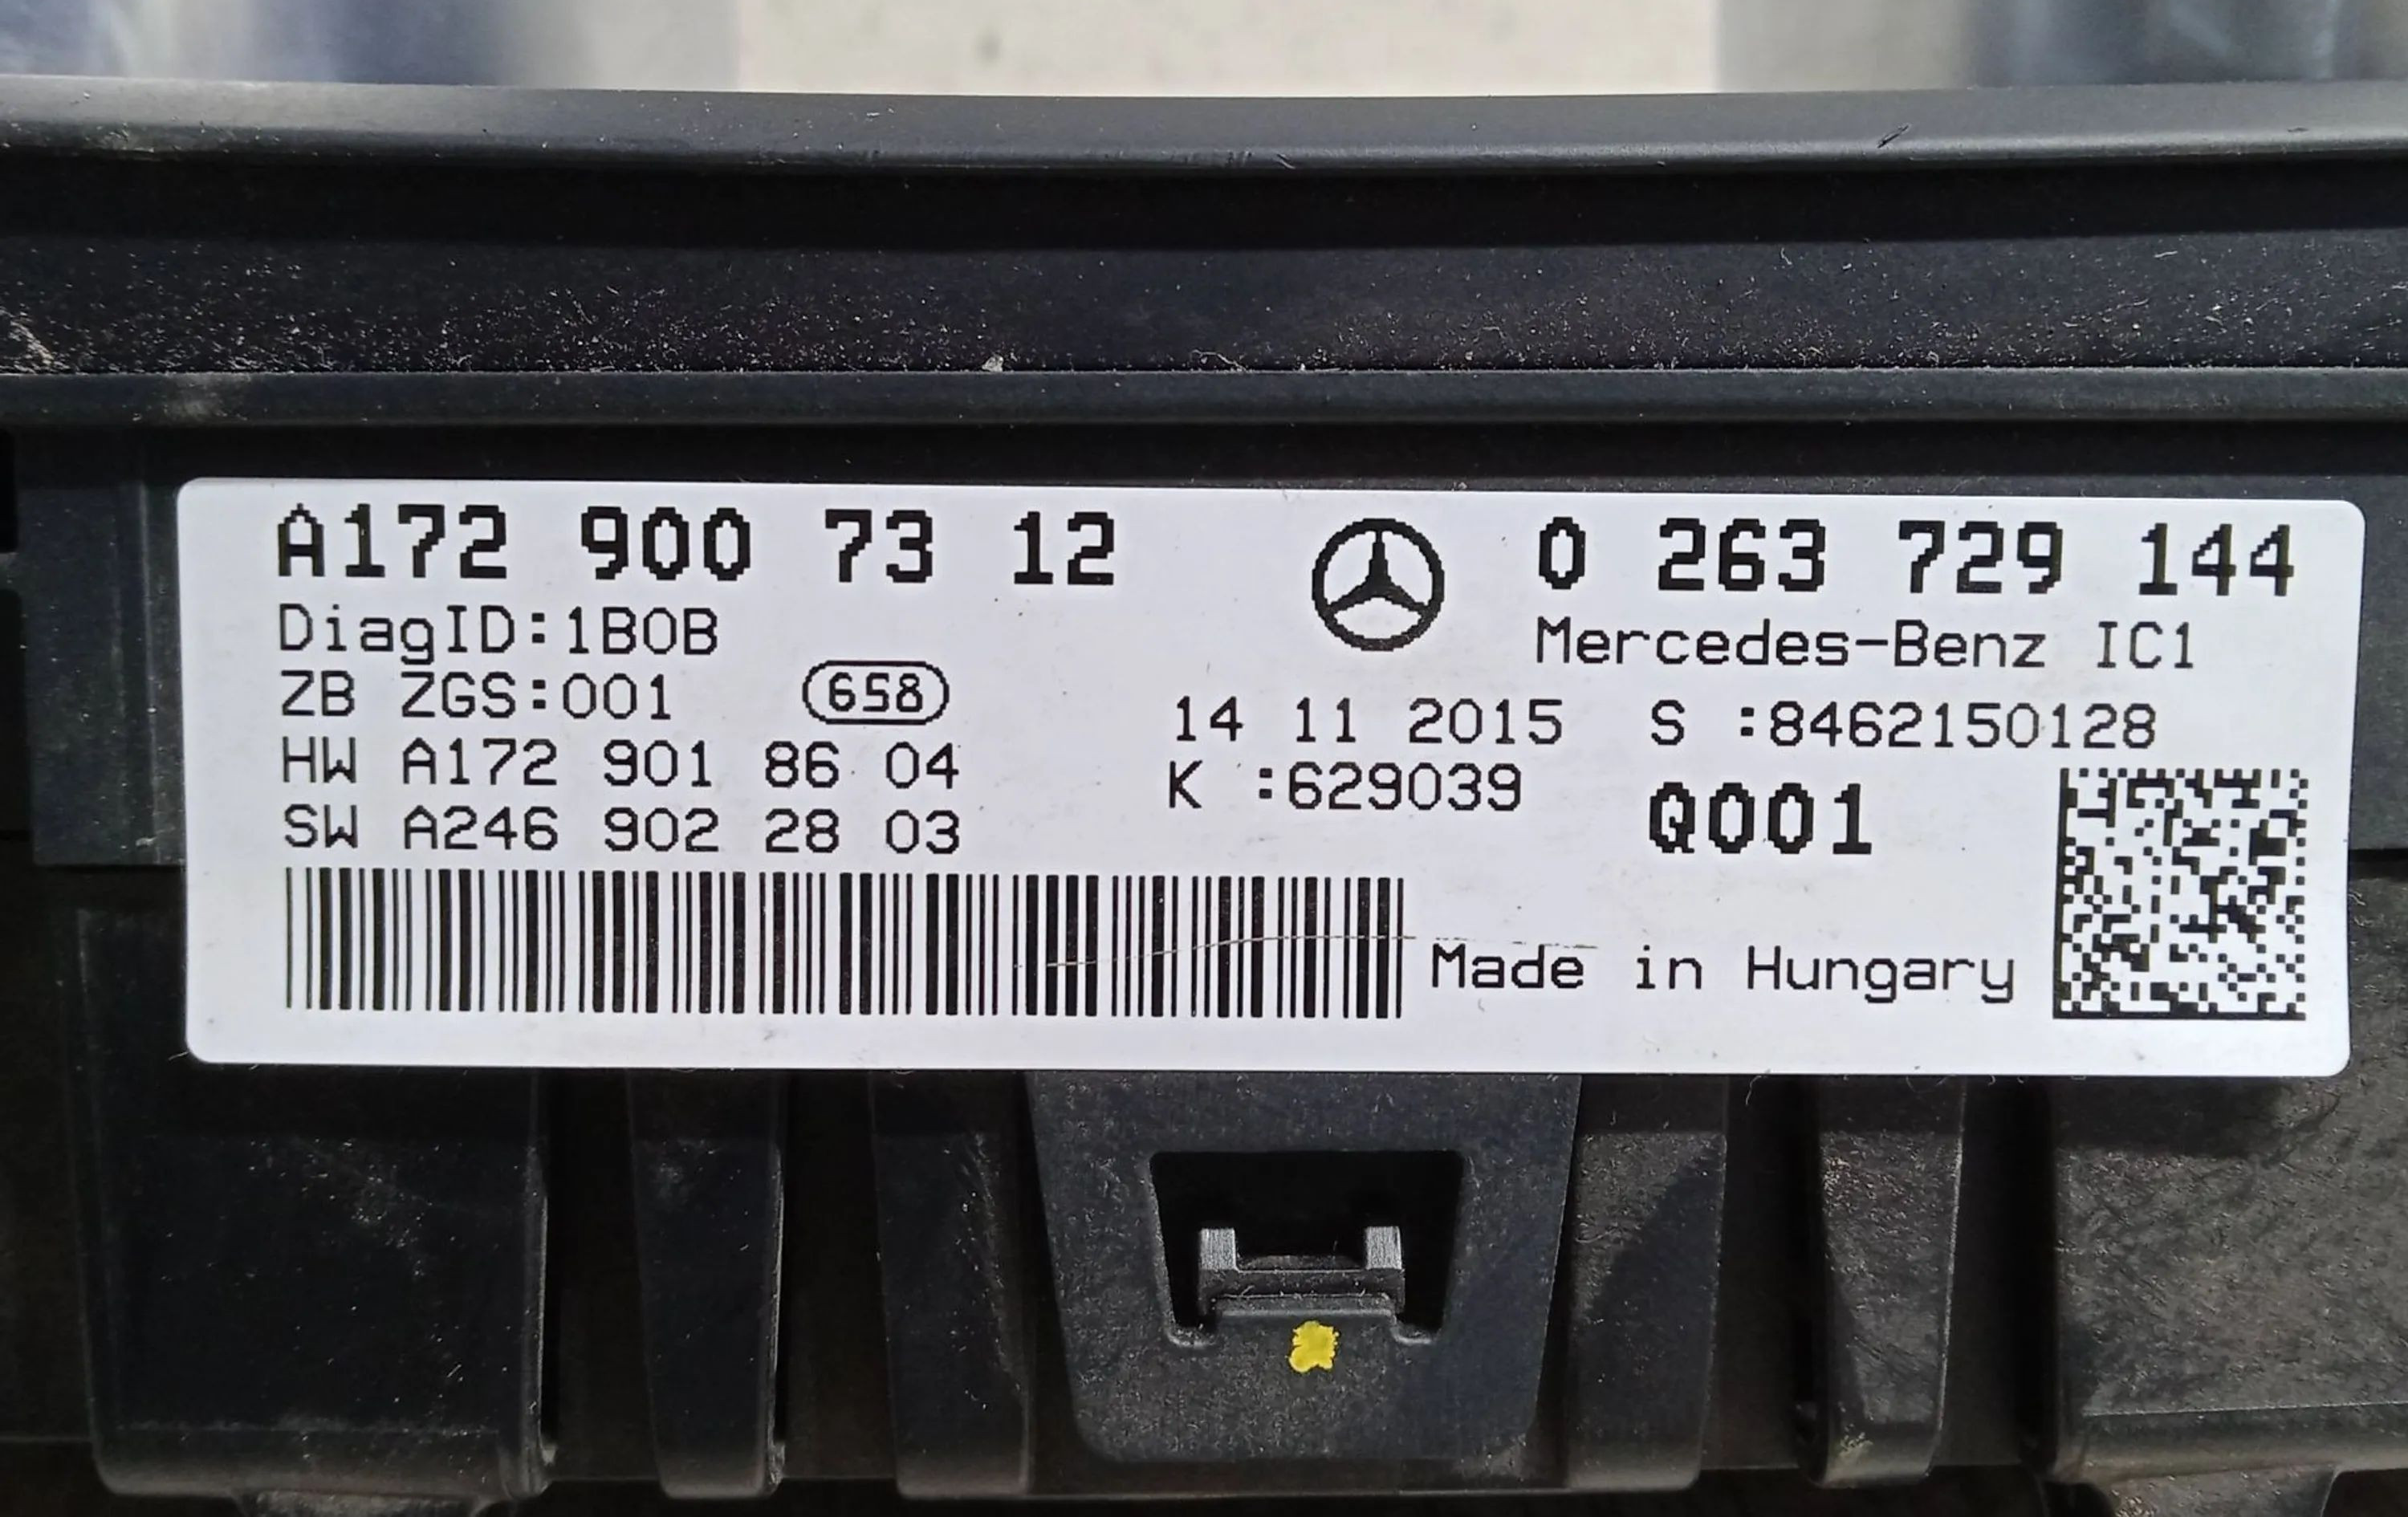 A172 900 73 12
DiagID:1B0B
ZB ZGS:001 658
HW A172 901 86 04
SW A246 902 28 03
0 263 729 144
Mercedes-Benz IC1
14 11 2015 S :8462150128
K :629039
Q001
Made in Hungary